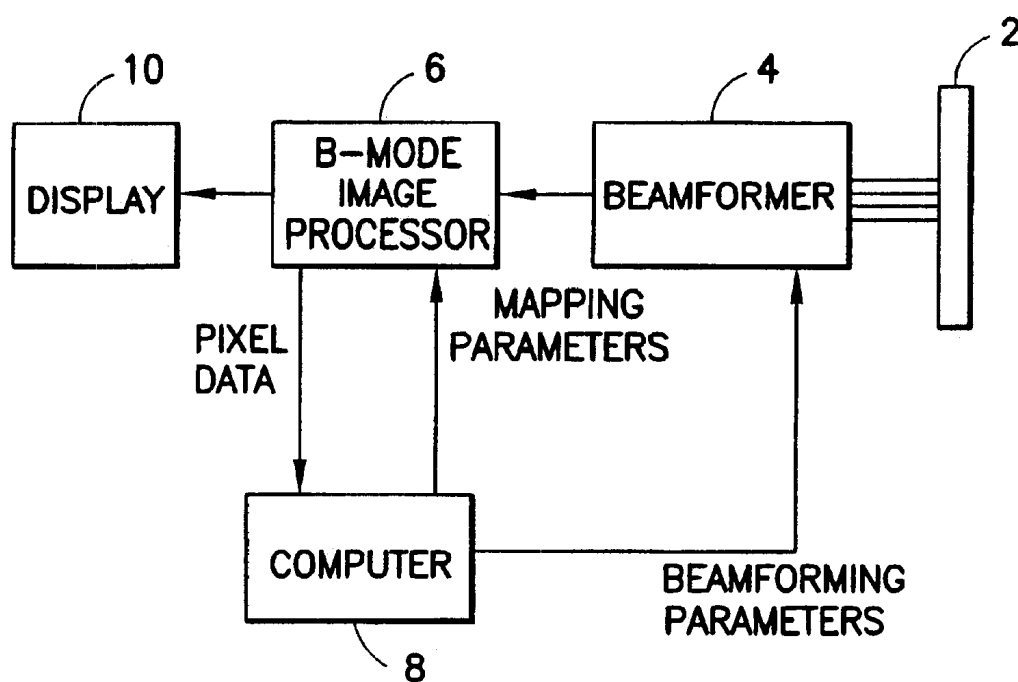 2
10
6
4
DISPLAY
B-MODE
IMAGE
PROCESSOR
BEAMFORMER
PIXEL
DATA
MAPPING
PARAMETERS
COMPUTER
BEAMFORMING
PARAMETERS
8